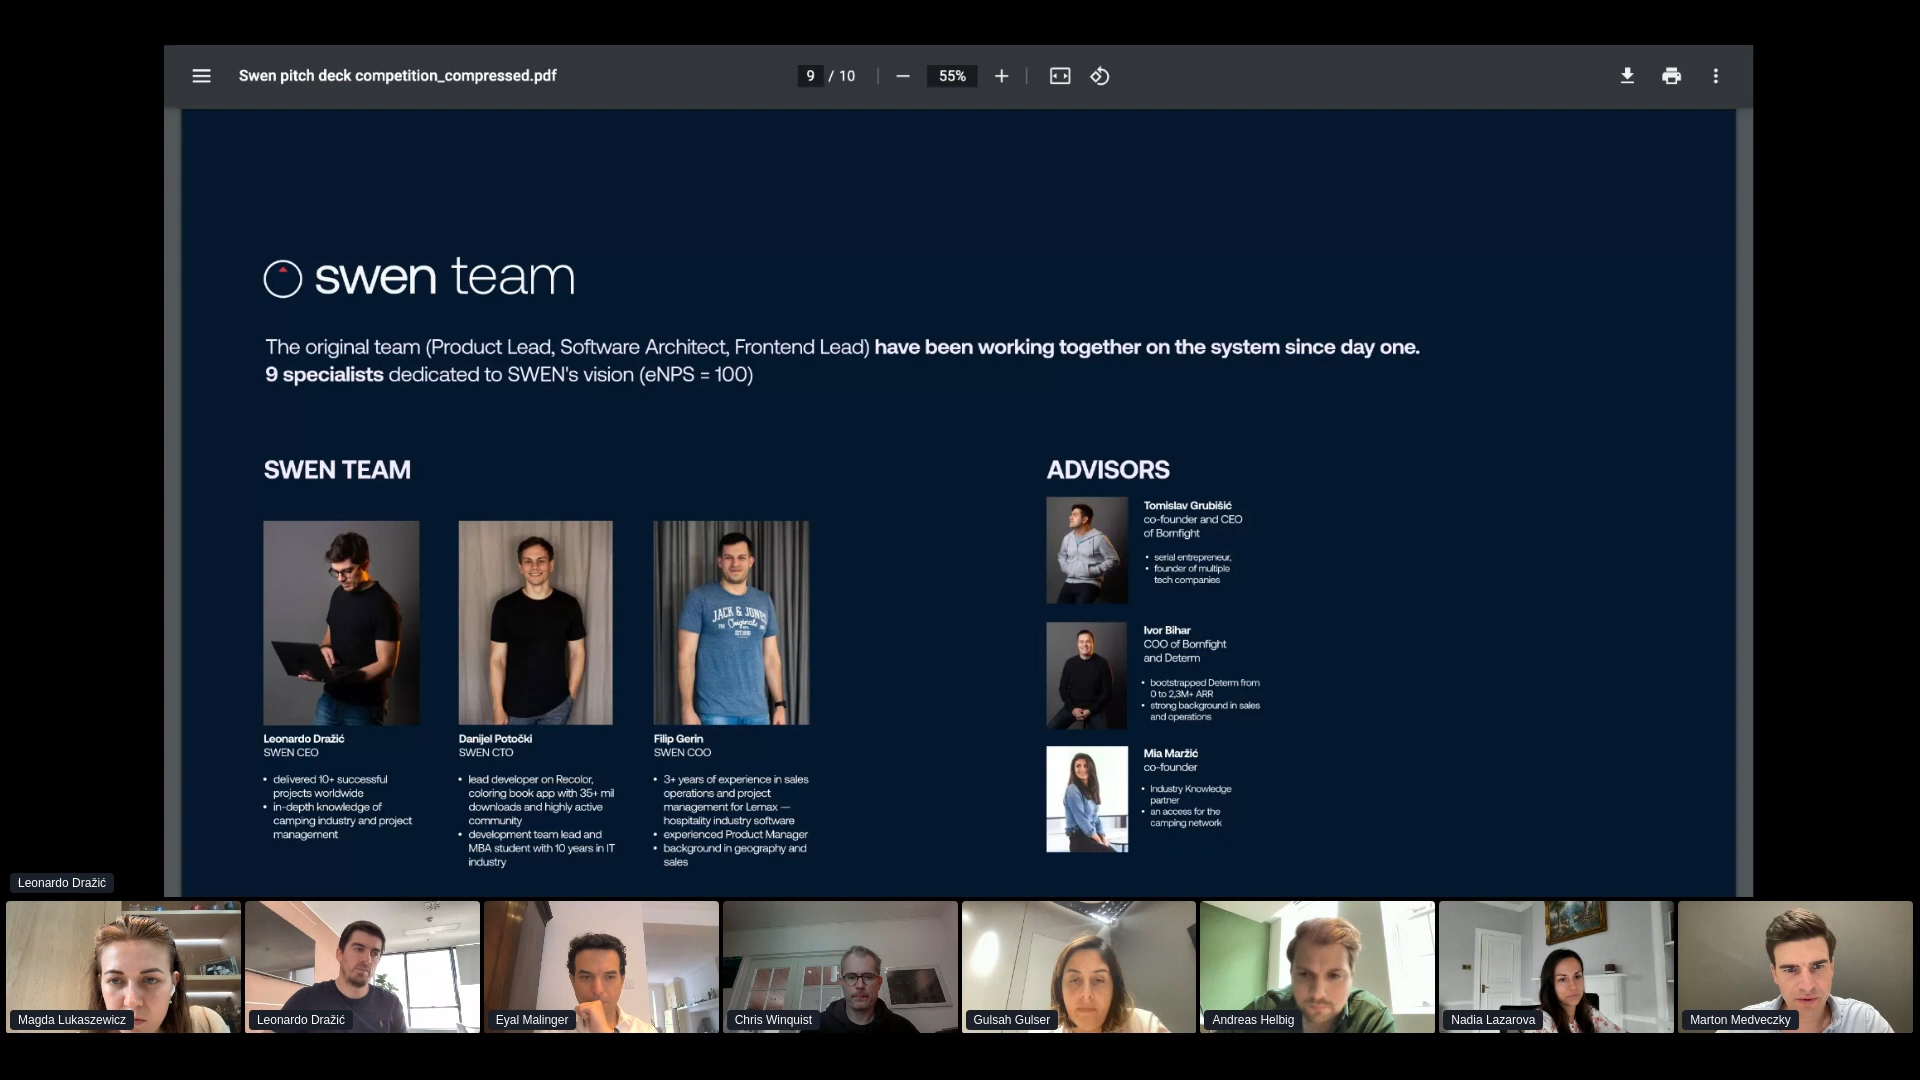 Swen pitch deck competition_compressed.pdf
9 / 10
55%
swen team
The original team (Product Lead, Software Architect, Frontend Lead) have been working together on the system since day one.
9 specialists dedicated to SWEN's vision (eNPS = 100)
SWEN TEAM
Leonardo Dražić
SWEN CEO
• delivered 10+ successful
projects worldwide
• in-depth knowledge of
camping industry and project
management
Danijel Potočki
SWEN CTO
• lead developer on Recolor,
coloring book app with 35+ mil
downloads and highly active
community
• development team lead and
MBA student with 10 years in IT
industry
JACK & JONES
Originals
Filip Gerin
SWEN COO
• 3+ years of experience in sales
operations and project
management for Lemax —
hospitality industry software
• experienced Product Manager
• background in geography and
sales
ADVISORS
Tomislav Grubišić
co-founder and CEO
of Bornfight
• serial entrepreneur,
• founder of multiple
tech companies
Ivor Bihar
COO of Bornfight
and Determ
• bootstrapped Determ from
0 to 2,3M+ ARR
• strong background in sales
and operations
Mia Maržić
co-founder
• Industry Knowledge
partner
• an access for the
camping network
Leonardo Dražić
Magda Lukaszewicz
Leonardo Dražić
Eyal Malinger
Chris Winquist
Gulsah Gulser
Andreas Helbig
Nadia Lazarova
Marton Medveczky